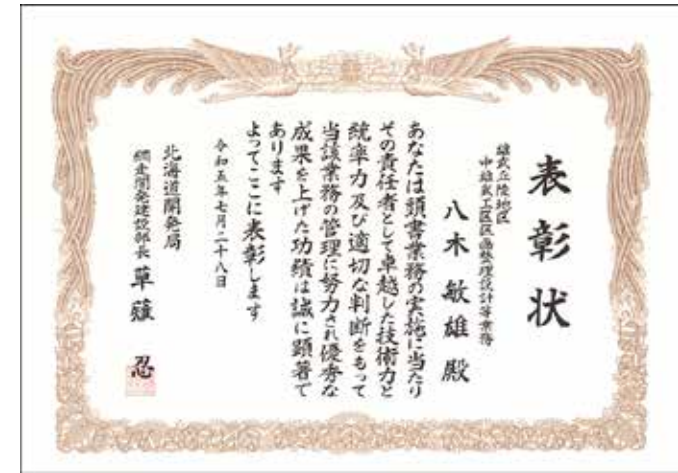 表彰状
雄武丘陵地区
中雄武工区区画整理設計等業務
八木敏雄殿
あなたは頭書業務の実施に当たり
その責任者として卓越した技術力と
統率力及び適切な判断をもって
当該業務の管理に努力され優秀な
成果を上げた功績は誠に顕著で
あります
よってここに表彰します
令和五年七月二十八日
北海道開発局
網走開発建設部長 草薙 忍